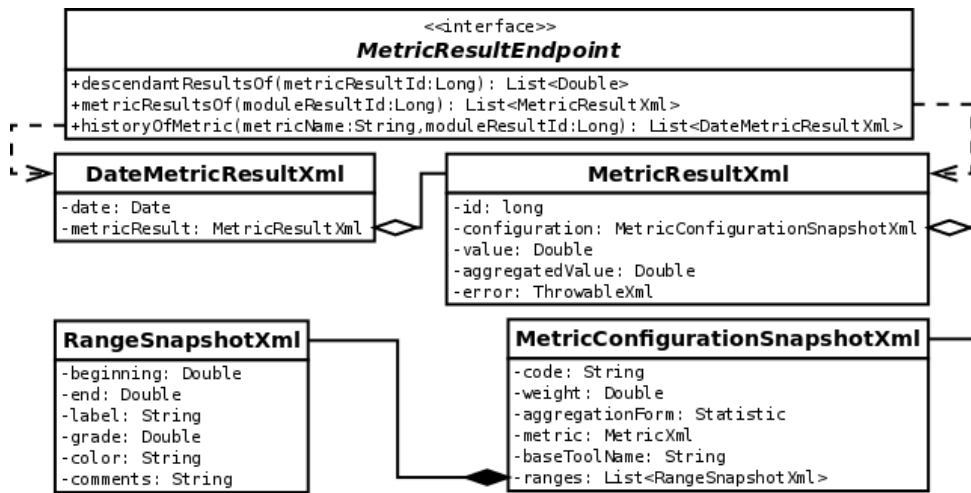 <<interface>>
MetricResultEndpoint
+descendantResultsOf(metricResultId:Long): List<Double>
+metricResultsOf(moduleResultId:Long): List<MetricResultXml>
+historyOfMetric(metricName:String,moduleResultId:Long): List<DateMetricResultXml>
DateMetricResultXml
-date: Date
-metricResult: MetricResultXml
MetricResultXml
-id: long
-configuration: MetricConfigurationSnapshotXml
-value: Double
-aggregatedValue: Double
-error: ThrowableXml
RangeSnapshotXml
-beginning: Double
-end: Double
-label: String
-grade: Double
-color: String
-comments: String
MetricConfigurationSnapshotXml
-code: String
-weight: Double
-aggregationForm: Statistic
-metric: MetricXml
-baseToolName: String
-ranges: List<RangeSnapshotXml>